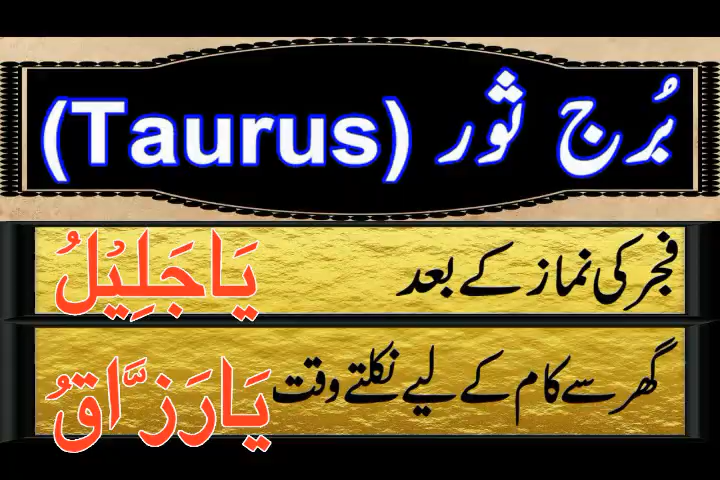 بُرج ثور (Taurus)
فجر کی نماز کے بعد یَاجَلِیْلُ
گھر سے کام کے لیے نکلتے وقت یَارَزَّاقُ